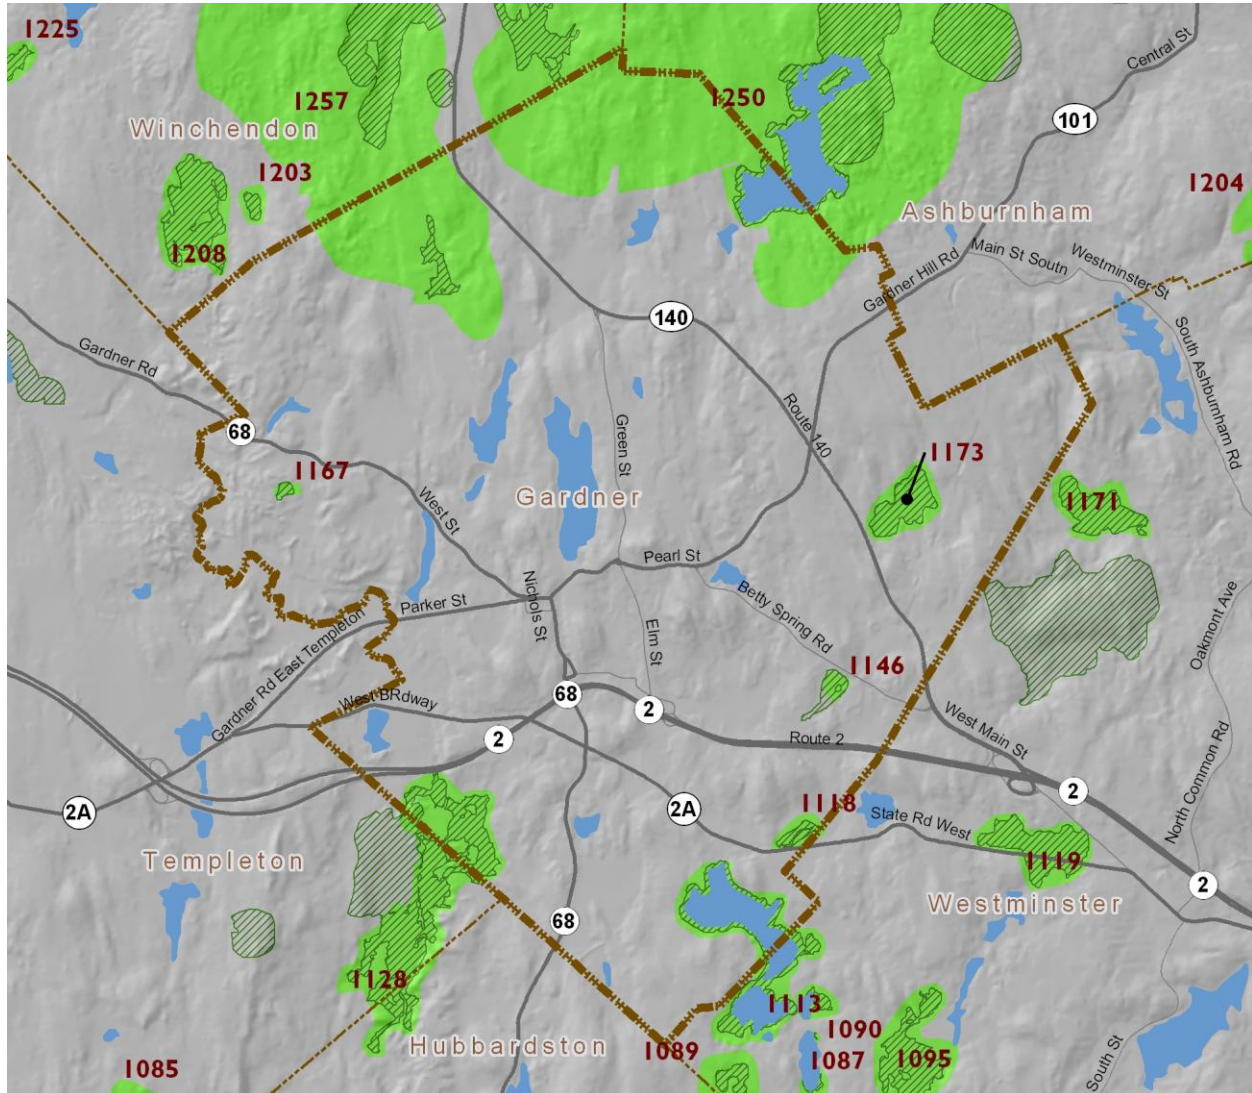 1225
Central St
1257
1250
101
Winchendon
1203
1204
Ashburnham
1208
Main St South
Westminster St
Gardner Hill Rd
140
Gardner Rd
South Ashburnham Rd
68
Green St
Route 140
1167
1173
West St
Gardner
1171
Pearl St
Nichols St
Betty Spring Rd
Oakmont Ave
Parker St
Elm St
Gardner Rd East Templeton
1146
West BRdway
68
2
West Main St
2
Route 2
North Common Rd
2
2A
2A
1118
State Rd West
Templeton
1119
2
Westminster
68
1128
1113
1090
Hubbardston
1089
1087
1095
1085
South St